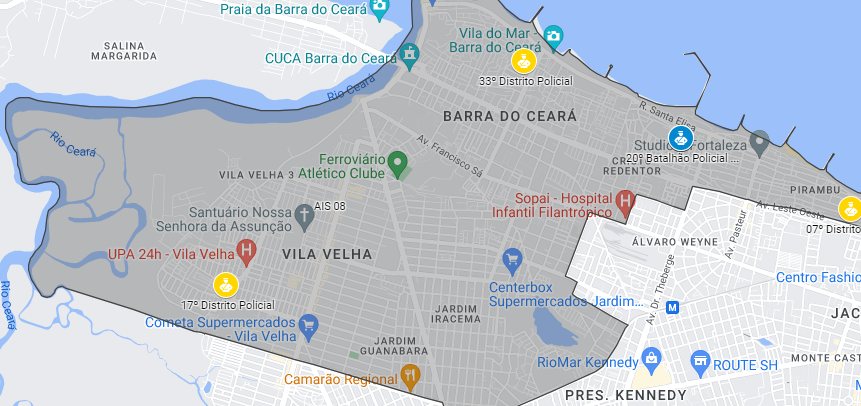 Praia da Barra do Ceará
SALINA
MARGARIDA
CUCA Barra do Ceará
Vila do Mar -
Barra do Ceará
33º Distrito Policial
Rio Ceará
BARRA DO CEARÁ
R. Santa Elisa
Rio Ceará
Av. Francisco Sá
Studio
Fortaleza
20º Batalhão Policial ...
REDENTOR
Ferroviário
Atlético Clube
VILA VELHA 3
PIRAMBU
AIS 08
Sopai - Hospital
Infantil Filantrópico
Av. Leste Oeste
07º Distrito
Santuário Nossa
Senhora da Assunção
Av. Pasteur
ÁLVARO WEYNE
UPA 24h - Vila Velha
VILA VELHA
Av. Dr. Theberge
Centro Fashio
Rio Ceará
17º Distrito Policial
Centerbox
Supermercados Jardim...
M
JAC
Cometa Supermercados
- Vila Velha
JARDIM
IRACEMA
JARDIM
GUANABARA
RioMar Kennedy
ROUTE SH
MONTE CAST
Camarão Regional
PRES. KENNEDY